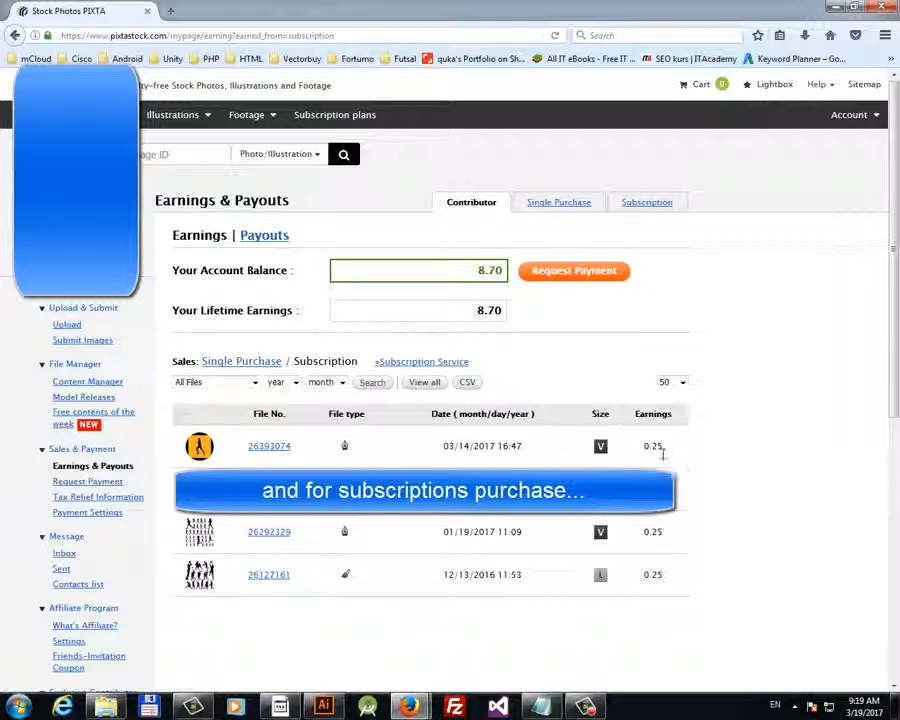 Stock Photos PIXTA
https://www.pixtastock.com/mypage/earning?earned_from=subscription
Search
mCloud Cisco Android Unity PHP HTML Vectorbuy Fortumo Futsal quka's Portfolio on Sh... All IT eBooks - Free IT ... SEO kurs | ITAcademy Keyword Planner – Go...
ty-free Stock Photos, Illustrations and Footage
Cart 0 Lightbox Help Sitemap
Illustrations Footage Subscription plans Account
ge ID Photo/Illustration
Earnings & Payouts Contributor Single Purchase Subscription
Earnings | Payouts
Your Account Balance : 8.70 Request Payment
Your Lifetime Earnings : 8.70
Sales: Single Purchase / Subscription »Subscription Service
All Files year month Search View all CSV 50
File No. File type Date ( month/day/year ) Size Earnings
26393074 03/14/2017 16:47 V 0.25
and for subscriptions purchase...
26292329 01/19/2017 11:09 V 0.25
26127161 12/13/2016 11:53 L 0.25
Upload & Submit
Upload
Submit Images
File Manager
Content Manager
Model Releases
Free contents of the
week NEW
Sales & Payment
Earnings & Payouts
Request Payment
Tax Relief Information
Payment Settings
Message
Inbox
Sent
Contacts list
Affiliate Program
What's Affiliate?
Settings
Friends-Invitation
Coupon
EN
9:19 AM
3/19/2017